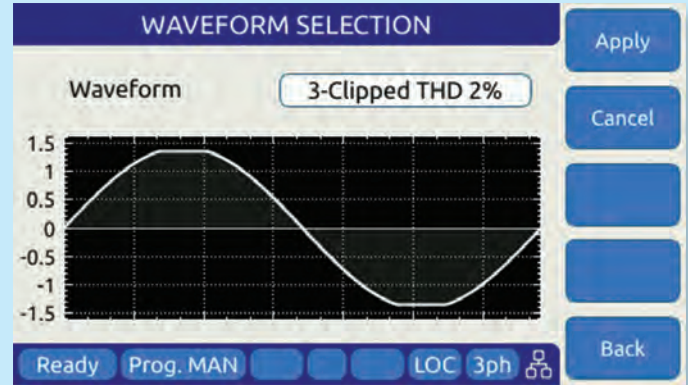 WAVEFORM SELECTION
Apply
Waveform
3-Clipped THD 2%
Cancel
1.5
1
0.5
0
-0.5
-1
-1.5
Ready
Prog. MAN
LOC
3ph
Back